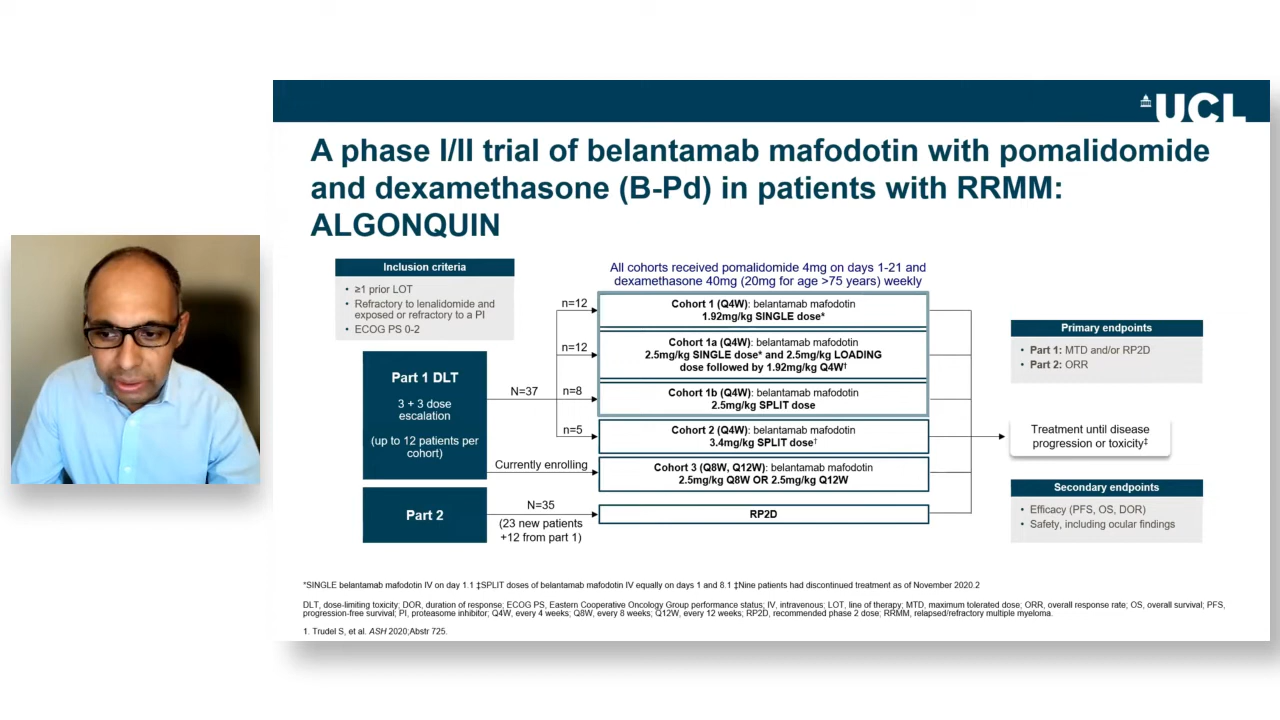 UCL
A phase I/II trial of belantamab mafodotin with pomalidomide
and dexamethasone (B-Pd) in patients with RRMM:
ALGONQUIN
Inclusion criteria
• ≥1 prior LOT
• Refractory to lenalidomide and
exposed or refractory to a PI
• ECOG PS 0-2
All cohorts received pomalidomide 4mg on days 1-21 and
dexamethasone 40mg (20mg for age >75 years) weekly
Part 1 DLT
3 + 3 dose
escalation
(up to 12 patients per
cohort)
N=37
n=12
Cohort 1 (Q4W): belantamab mafodotin
1.92mg/kg SINGLE dose*
n=12
Cohort 1a (Q4W): belantamab mafodotin
2.5mg/kg SINGLE dose* and 2.5mg/kg LOADING
dose followed by 1.92mg/kg Q4W†
n=8
Cohort 1b (Q4W): belantamab mafodotin
2.5mg/kg SPLIT dose
n=5
Cohort 2 (Q4W): belantamab mafodotin
3.4mg/kg SPLIT dose†
Currently enrolling
Cohort 3 (Q8W, Q12W): belantamab mafodotin
2.5mg/kg Q8W OR 2.5mg/kg Q12W
Part 2
N=35
(23 new patients
+12 from part 1)
RP2D
Primary endpoints
• Part 1: MTD and/or RP2D
• Part 2: ORR
Treatment until disease
progression or toxicity‡
Secondary endpoints
• Efficacy (PFS, OS, DOR)
• Safety, including ocular findings
*SINGLE belantamab mafodotin IV on day 1.1 ‡SPLIT doses of belantamab mafodotin IV equally on days 1 and 8.1 ‡Nine patients had discontinued treatment as of November 2020.2
DLT, dose-limiting toxicity; DOR, duration of response; ECOG PS, Eastern Cooperative Oncology Group performance status; IV, intravenous; LOT, line of therapy; MTD, maximum tolerated dose; ORR, overall response rate; OS, overall survival; PFS,
progression-free survival; PI, proteasome inhibitor; Q4W, every 4 weeks; Q8W, every 8 weeks; Q12W, every 12 weeks; RP2D, recommended phase 2 dose; RRMM, relapsed/refractory multiple myeloma.
1. Trudel S, et al. ASH 2020;Abstr 725.